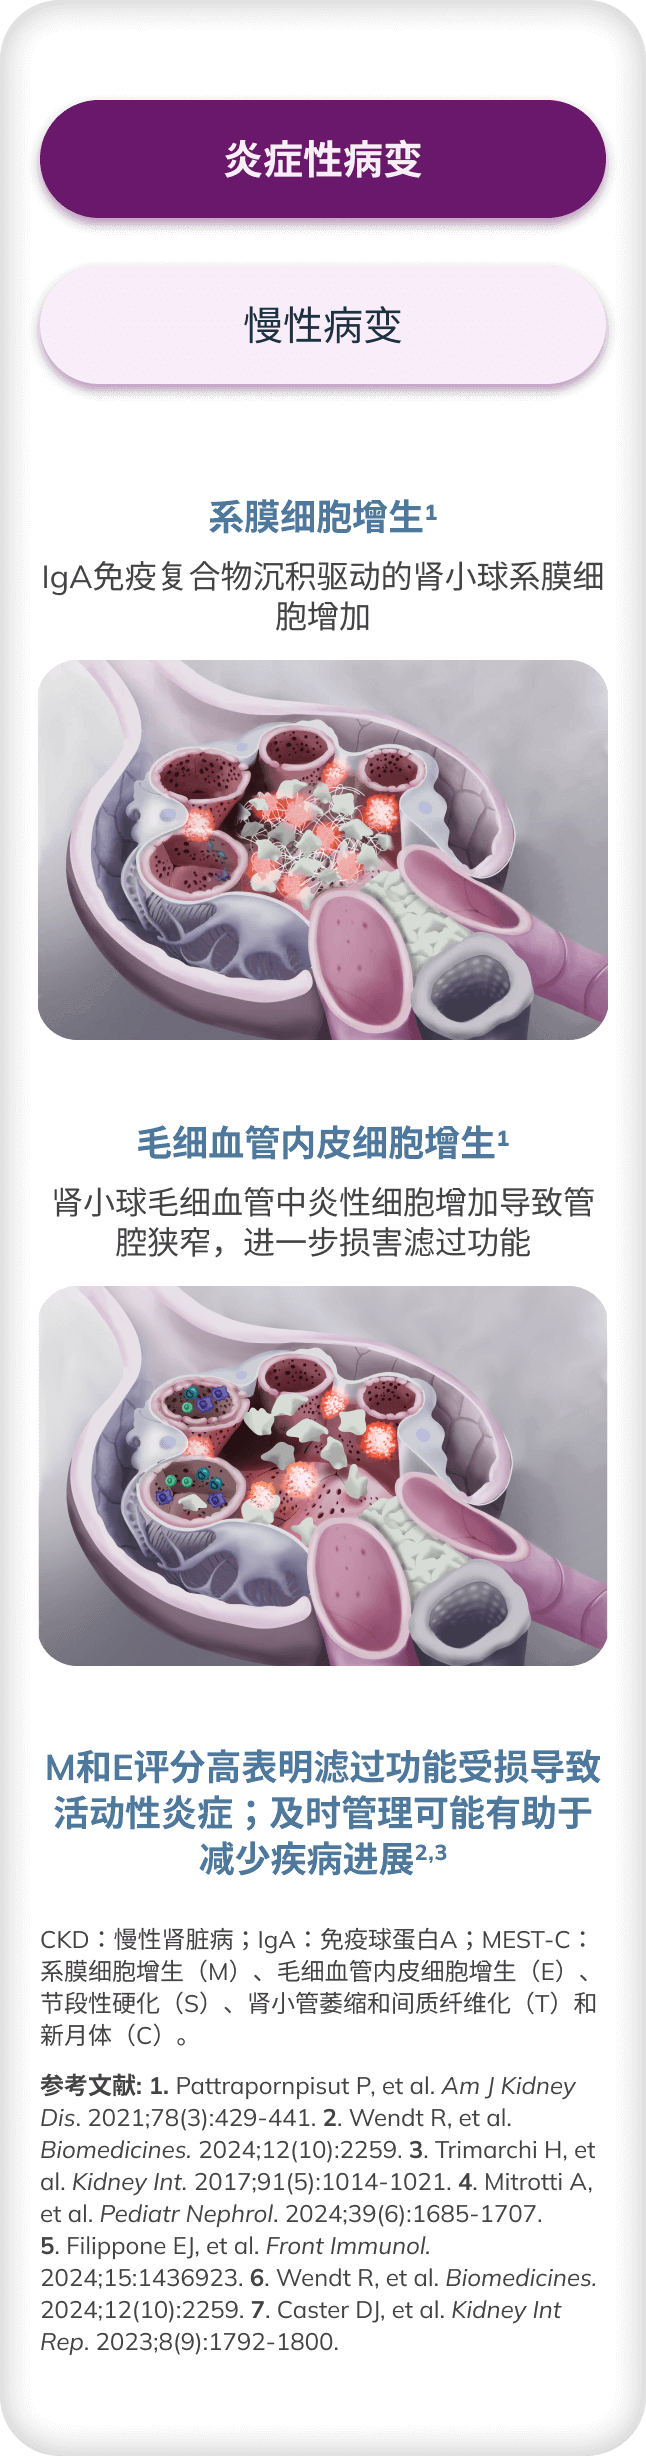 炎症性病变
慢性病变
系膜细胞增生¹
IgA免疫复合物沉积驱动的肾小球系膜细
胞增加
毛细血管内皮细胞增生¹
肾小球毛细血管中炎性细胞增加导致管
腔狭窄，进一步损害滤过功能
M和E评分高表明滤过功能受损导致
活动性炎症；及时管理可能有助于
减少疾病进展²,³
CKD：慢性肾脏病；IgA：免疫球蛋白A；MEST-C：
系膜细胞增生（M）、毛细血管内皮细胞增生（E）、
节段性硬化（S）、肾小管萎缩和间质纤维化（T）和
新月体（C）。
参考文献: 1. Pattrapornpisut P, et al. Am J Kidney
Dis. 2021;78(3):429-441. 2. Wendt R, et al.
Biomedicines. 2024;12(10):2259. 3. Trimarchi H, et
al. Kidney Int. 2017;91(5):1014-1021. 4. Mitrotti A,
et al. Pediatr Nephrol. 2024;39(6):1685-1707.
5. Filippone EJ, et al. Front Immunol.
2024;15:1436923. 6. Wendt R, et al. Biomedicines.
2024;12(10):2259. 7. Caster DJ, et al. Kidney Int
Rep. 2023;8(9):1792-1800.